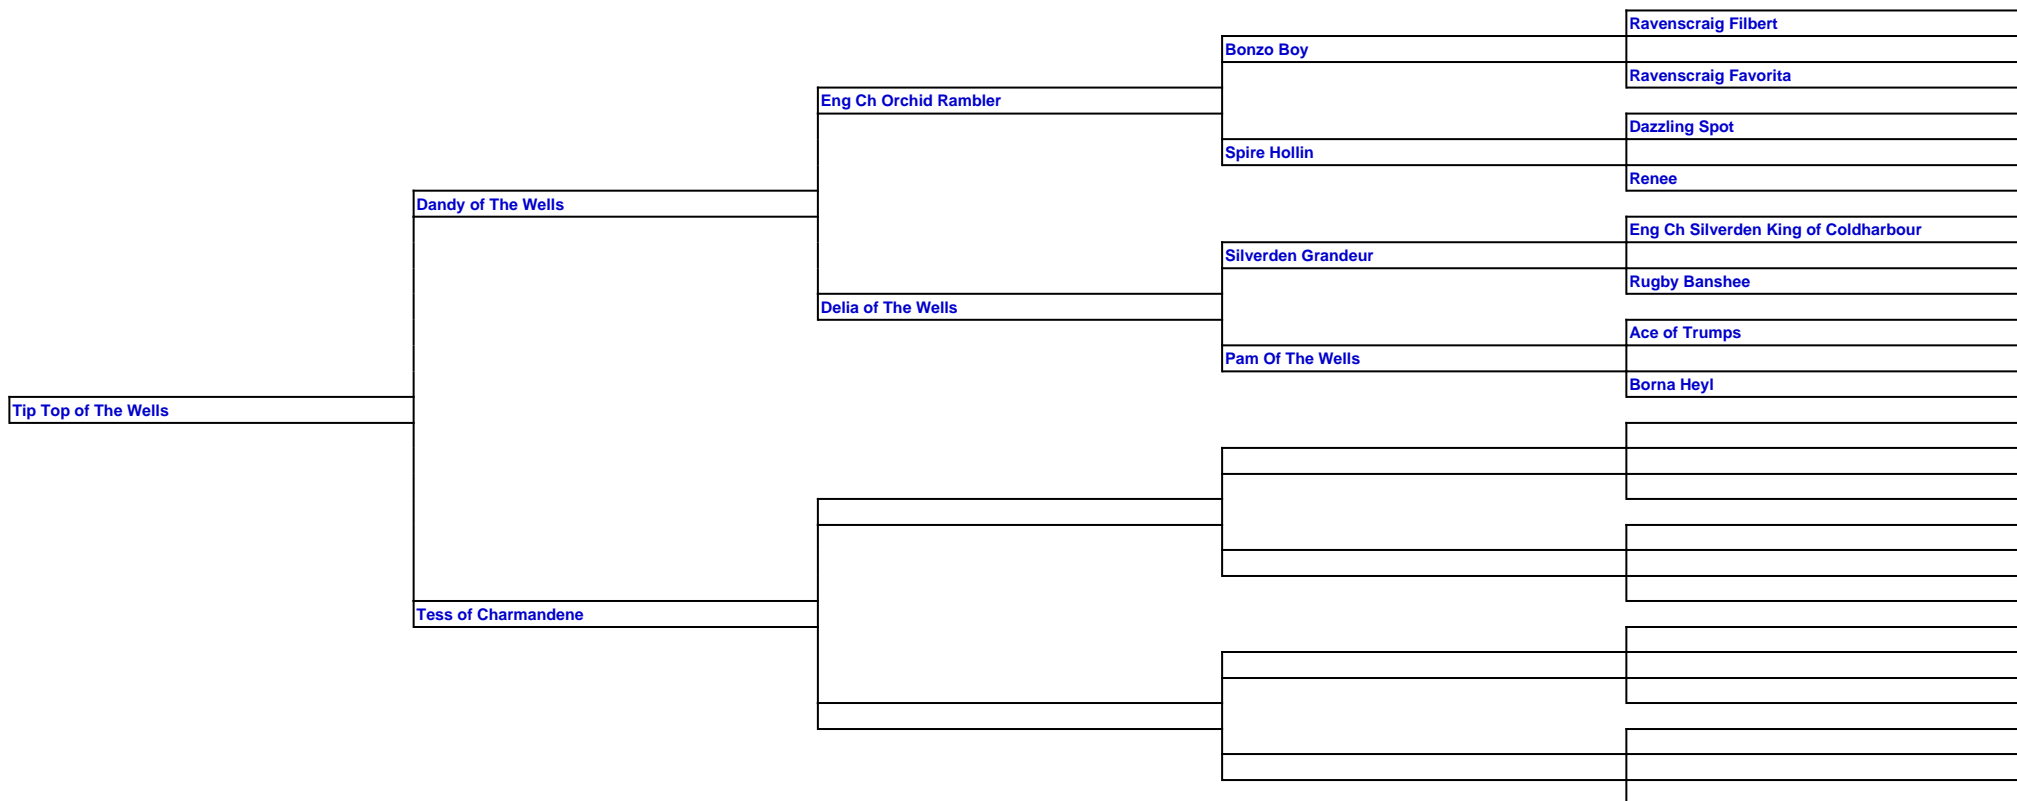 Ravenscraig Filbert
Bonzo Boy
Ravenscraig Favorita
Eng Ch Orchid Rambler
Dazzling Spot
Spire Hollin
Renee
Dandy of The Wells
Eng Ch Silverden King of Coldharbour
Silverden Grandeur
Rugby Banshee
Delia of The Wells
Ace of Trumps
Pam Of The Wells
Borna Heyl
Tip Top of The Wells
Tess of Charmandene